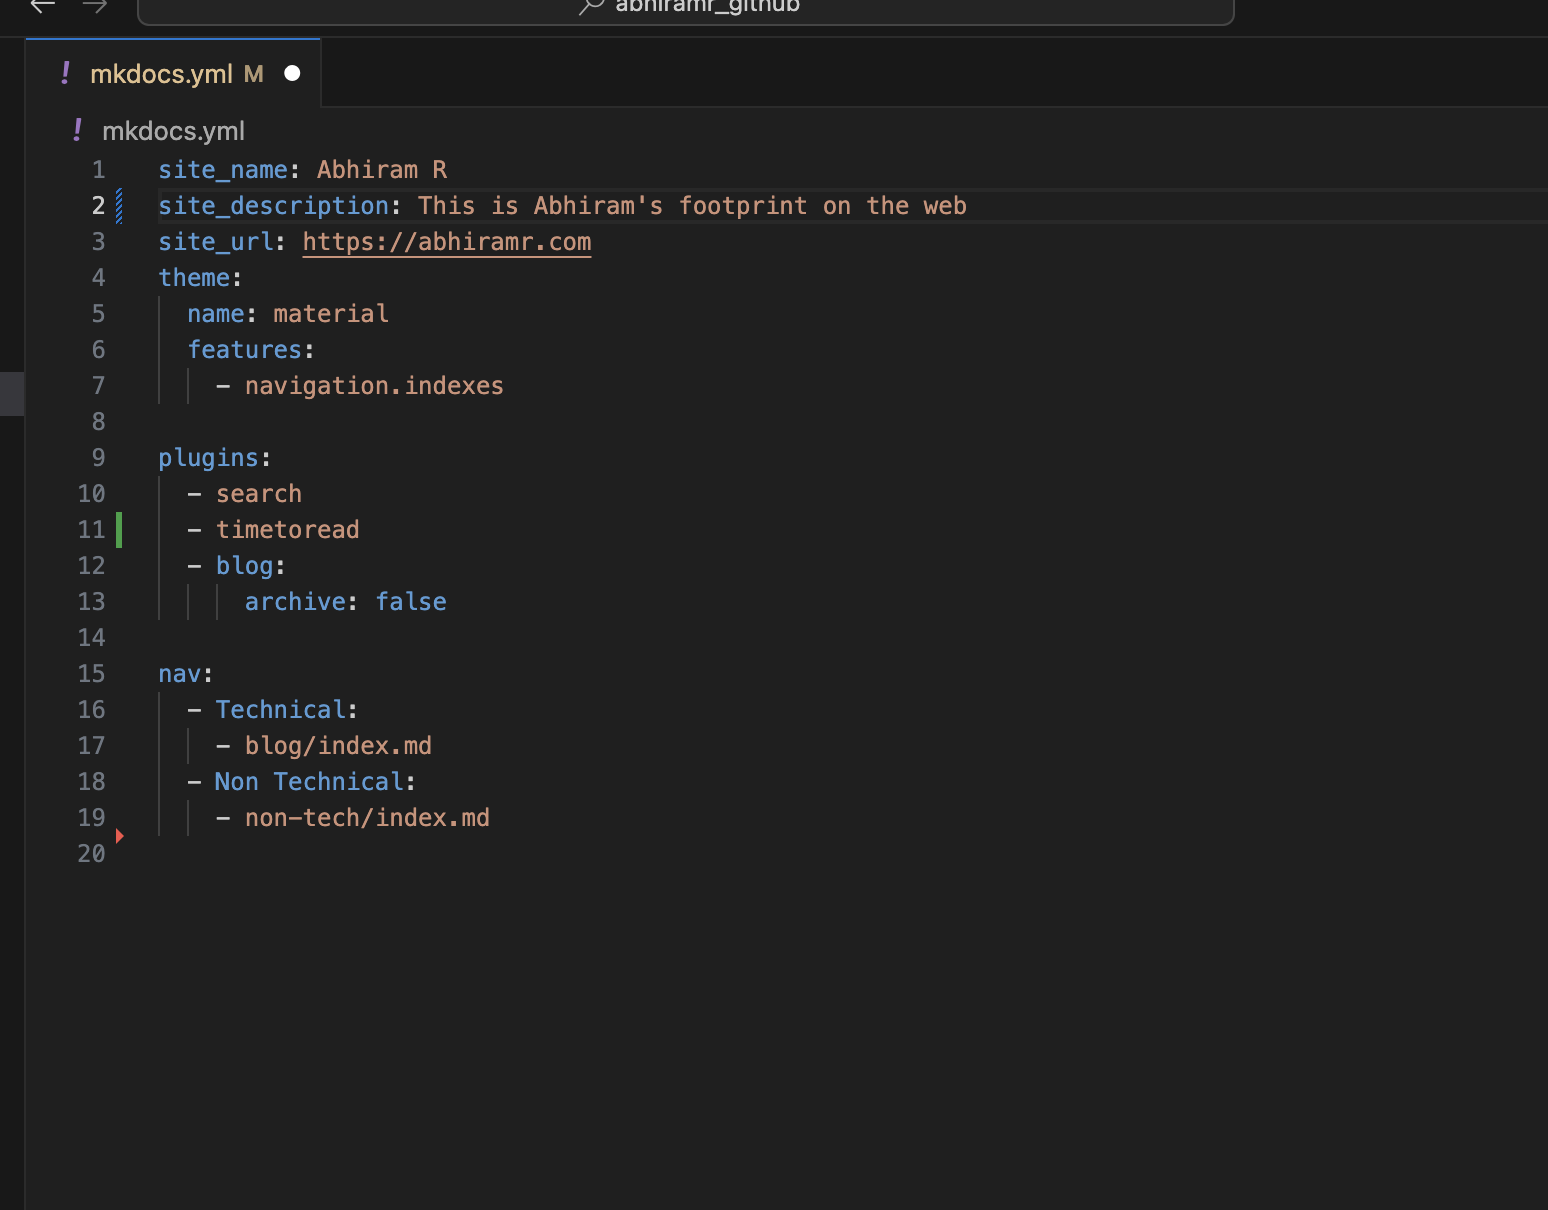 abhiramr_github
! mkdocs.yml M
! mkdocs.yml
1 site_name: Abhiram R
2 site_description: This is Abhiram's footprint on the web
3 site_url: https://abhiramr.com
4 theme:
5   name: material
6   features:
7     - navigation.indexes
8
9 plugins:
10   - search
11   - timetoread
12   - blog:
13       archive: false
14
15 nav:
16   - Technical:
17     - blog/index.md
18   - Non Technical:
19     - non-tech/index.md
20